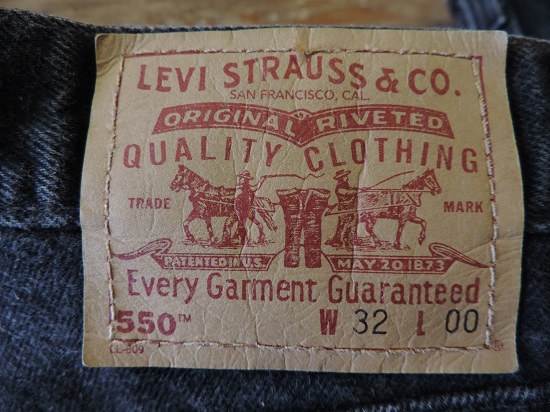 LEVI STRAUSS & CO.
SAN FRANCISCO, CAL.
ORIGINAL RIVETED
QUALITY CLOTHING
TRADE MARK
PATENTED IN U.S. MAY 20 1873
Every Garment Guaranteed
550™ W 32 L 00
®